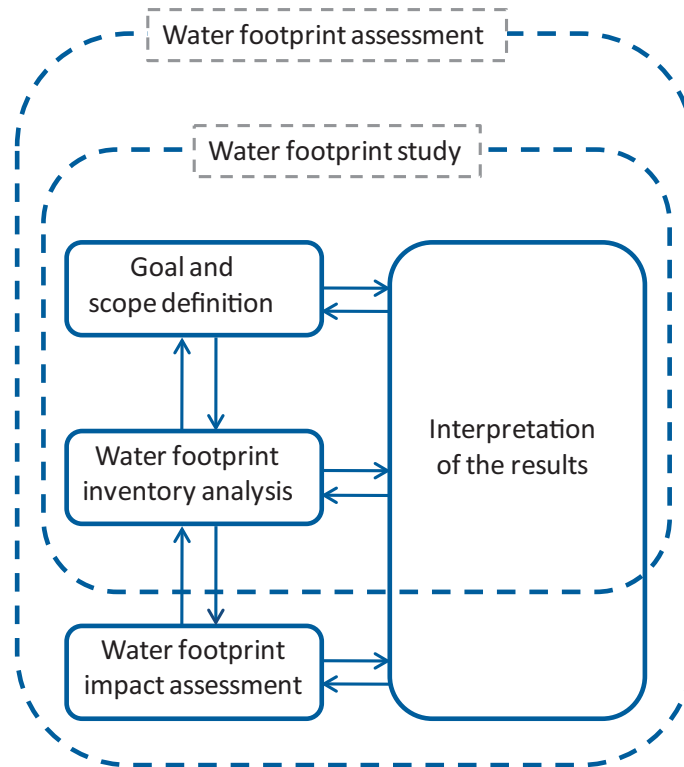 Water footprint assessment
Water footprint study
Goal and
scope definition
Water footprint
inventory analysis
Interpretation
of the results
Water footprint
impact assessment